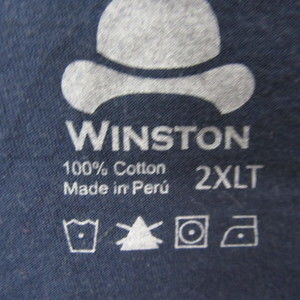 WINSTON
100% Cotton
Made in Perú 2XLT